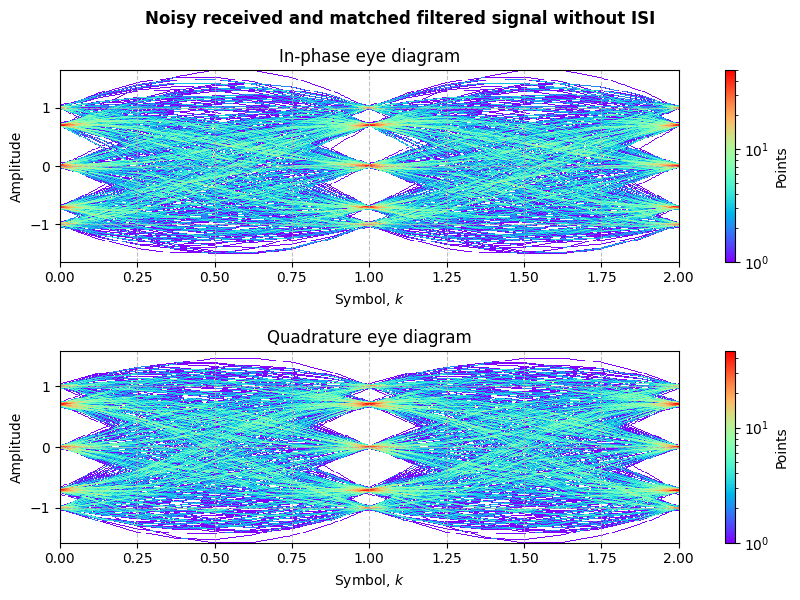 Noisy received and matched filtered signal without ISI
In-phase eye diagram
Amplitude
1
0
−1
0.00 0.25 0.50 0.75 1.00 1.25 1.50 1.75 2.00
Symbol, k
10¹
10⁰
Points
Quadrature eye diagram
Amplitude
1
0
−1
0.00 0.25 0.50 0.75 1.00 1.25 1.50 1.75 2.00
Symbol, k
10¹
10⁰
Points